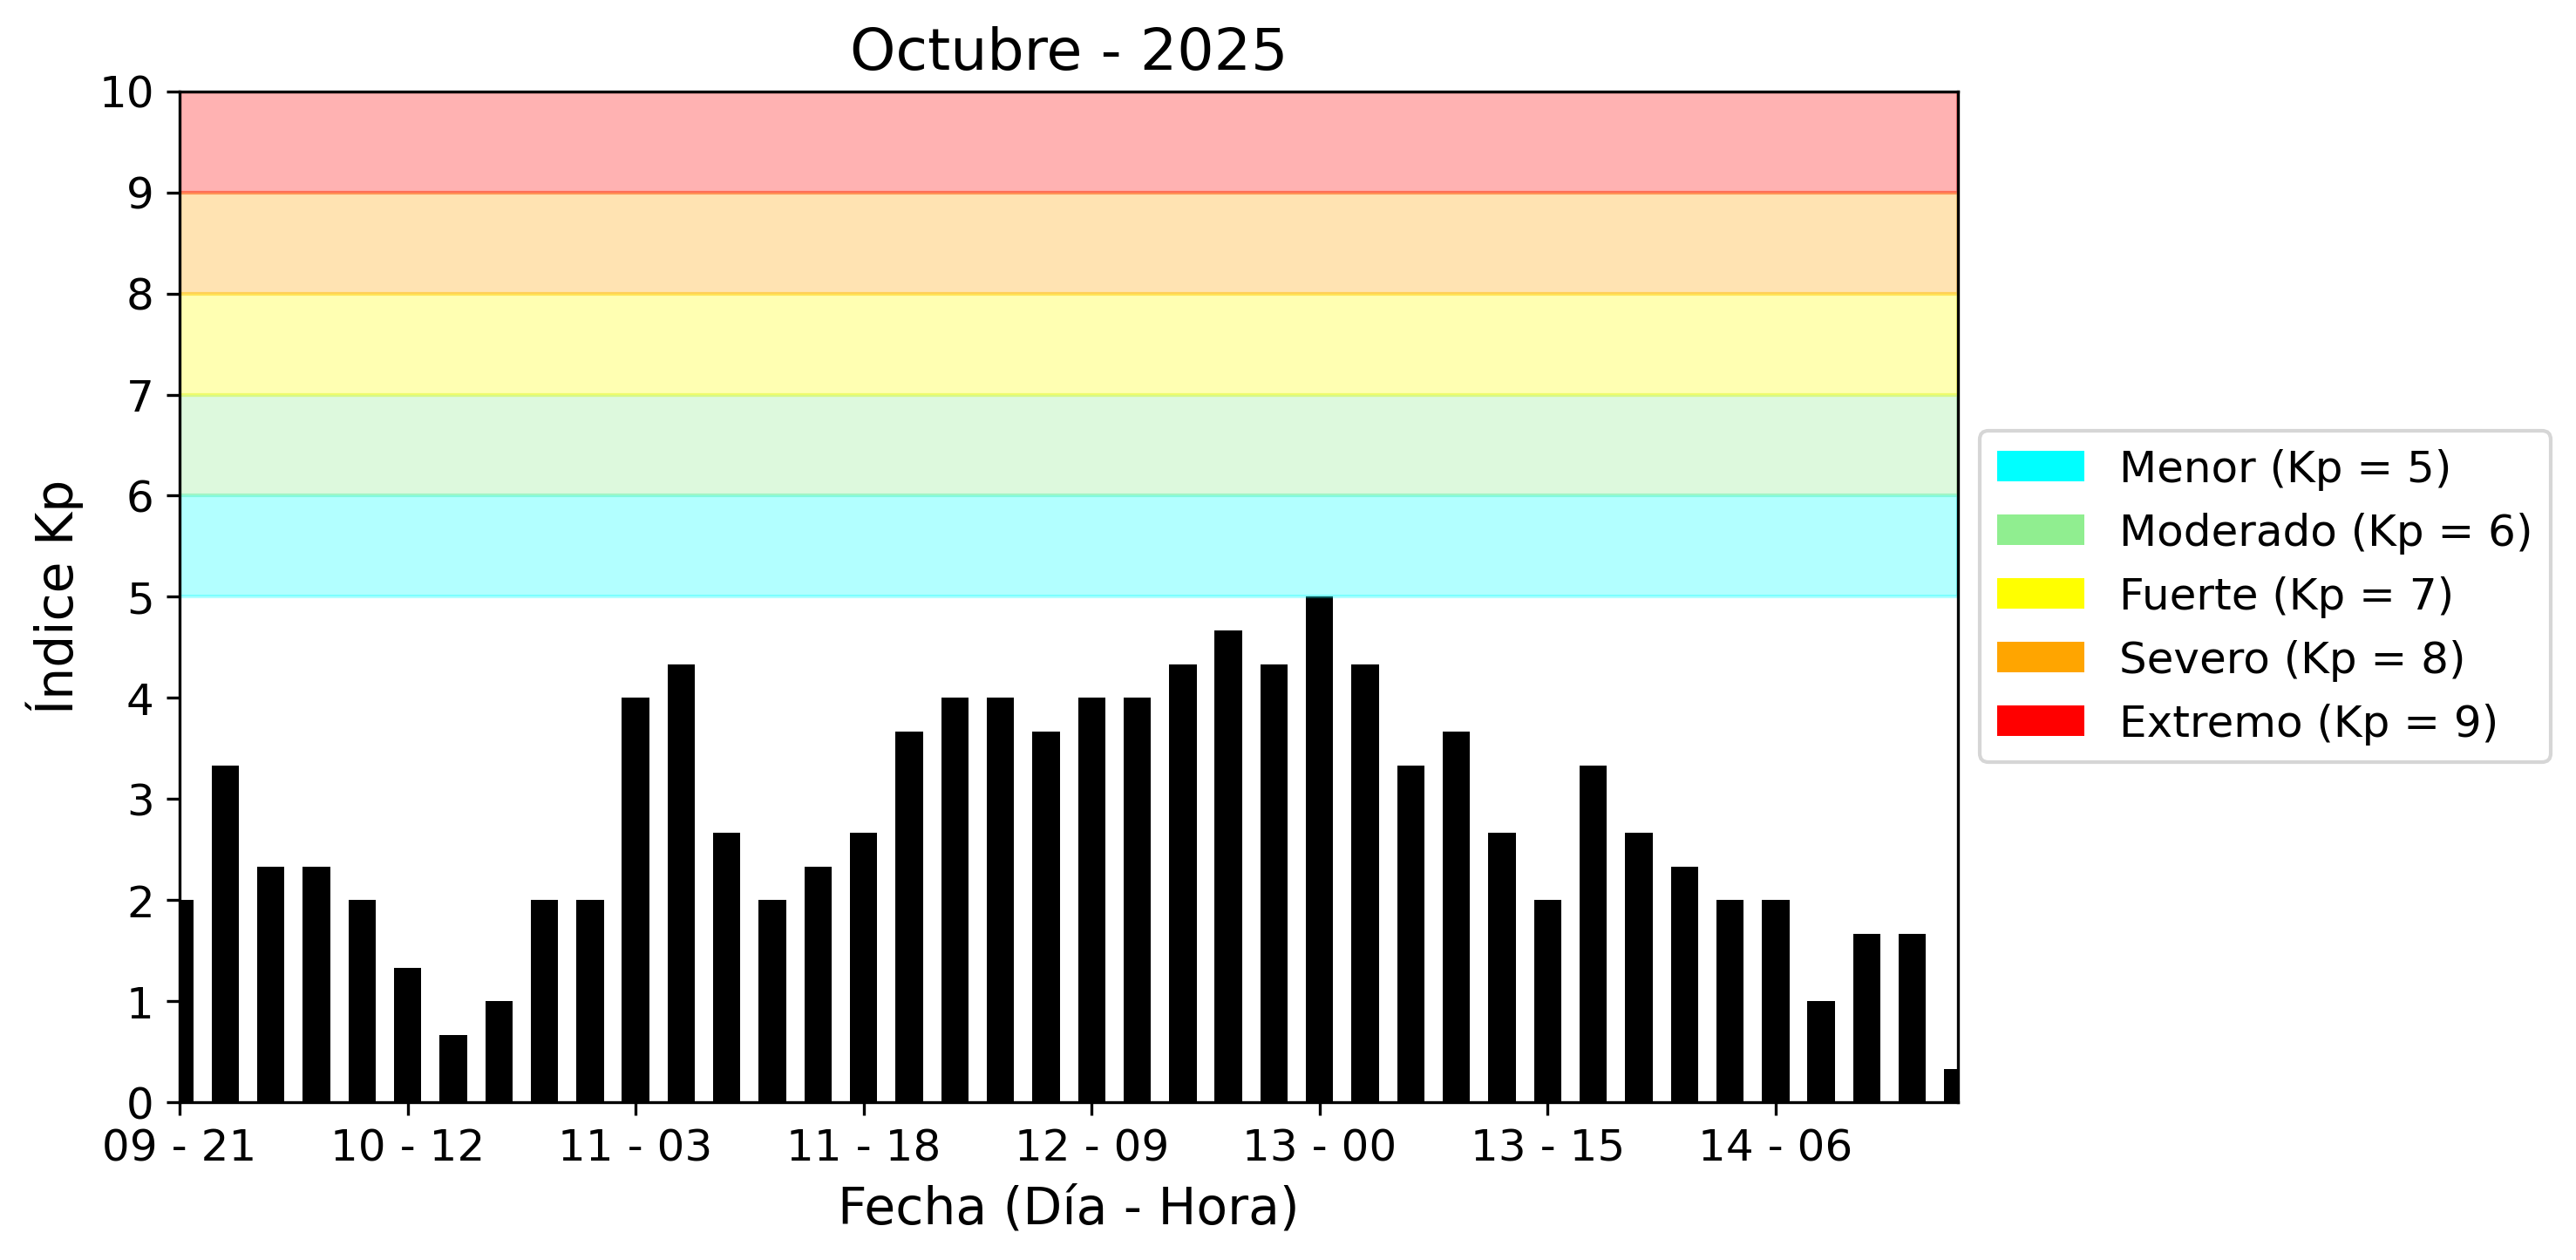 Octubre - 2025
10
9
8
7
6
5
4
3
2
1
0
Índice Kp
09 - 21
10 - 12
11 - 03
11 - 18
12 - 09
13 - 00
13 - 15
14 - 06
Fecha (Día - Hora)
Menor (Kp = 5)
Moderado (Kp = 6)
Fuerte (Kp = 7)
Severo (Kp = 8)
Extremo (Kp = 9)